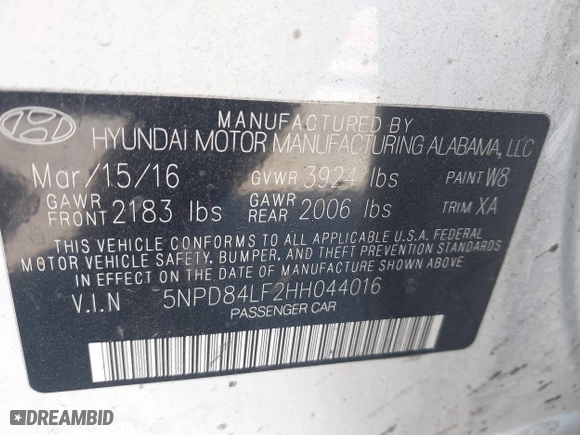 MANUFACTURED BY
HYUNDAI MOTOR MANUFACTURING ALABAMA, LLC
Mar/15/16 GVWR 3924 lbs PAINT W8
GAWR FRONT 2183 lbs GAWR REAR 2006 lbs TRIM XA
THIS VEHICLE CONFORMS TO ALL APPLICABLE U.S.A. FEDERAL
MOTOR VEHICLE SAFETY, BUMPER, AND THEFT PREVENTION STANDARDS
IN EFFECT ON THE DATE OF MANUFACTURE SHOWN ABOVE.
V.I.N 5NPD84LF2HH044016
PASSENGER CAR
DREAMBID